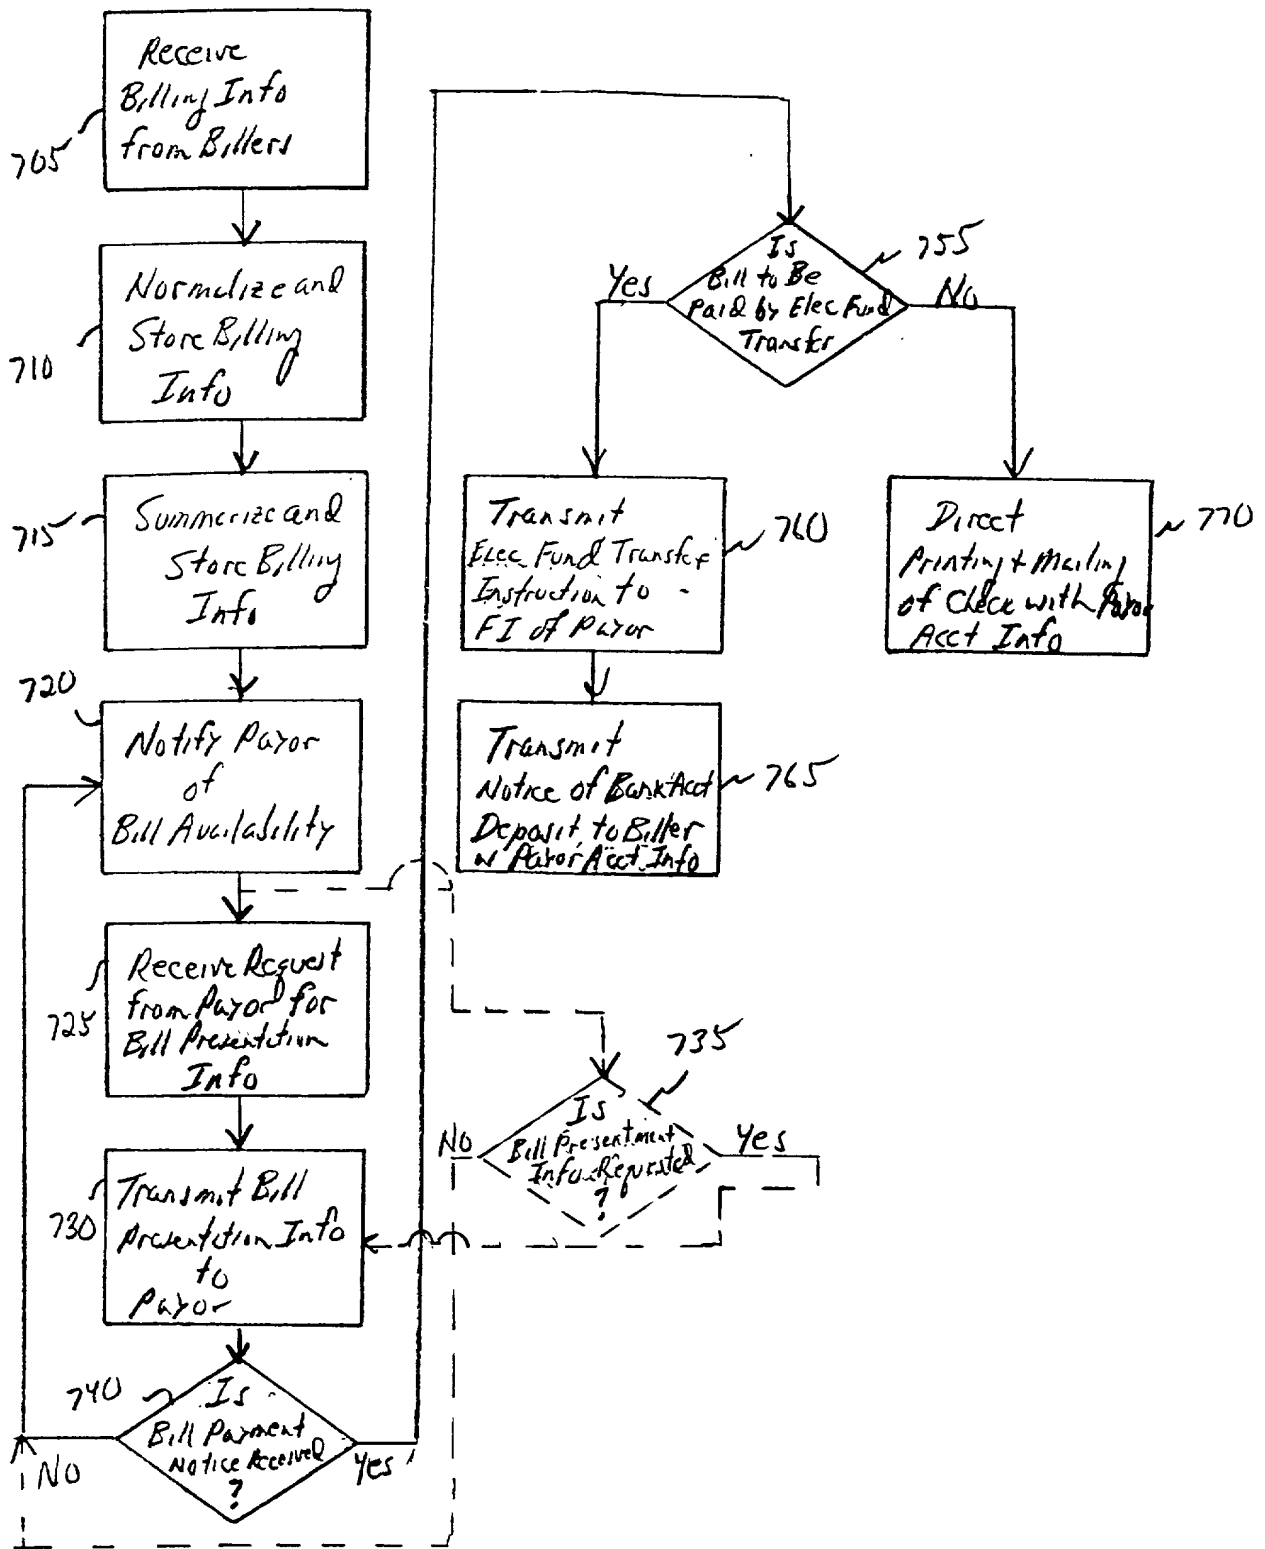 Receive
Billing Info
from Billers
705
Normalize and
Store Billing
Info
710
Summarize and
Store Billing
Info
715
720
Notify Payor
of
Bill Availability
Receive Request
from Payor for
Bill Presentation
Info
725
Transmit Bill
Presentation Info
to
Payor
730
740
Is
Bill Payment
Notice Received
?
No
Yes
Is
Bill to Be
Paid by Elec Fund
Transfer
755
Yes
No
Transmit
Elec Fund Transfer
Instruction to
FI of Payor
760
Direct
Printing + Mailing
of Check with Payor
Acct Info
770
Transmit
Notice of Bank Acct
Deposit to Biller
w Payor Acct Info
765
735
Is
Bill Presentment
Info Requested
?
No
Yes